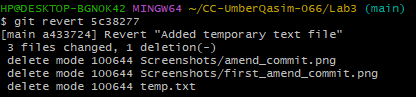 HP@DESKTOP-BGN0K42 MINGW64 ~/CC-UmberQasim-066/Lab3 (main)
$ git revert 5c38277
[main a433724] Revert "Added temporary text file"
 3 files changed, 1 deletion(-)
 delete mode 100644 Screenshots/amend_commit.png
 delete mode 100644 Screenshots/first_amend_commit.png
 delete mode 100644 temp.txt